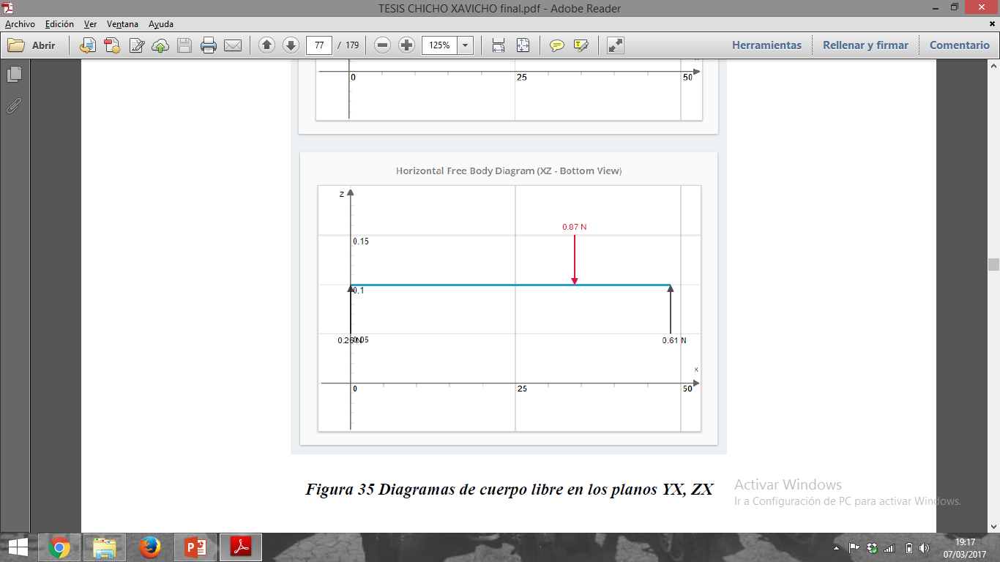 TESIS CHICHO XAVICHO final.pdf - Adobe Reader
Archivo Edición Ver Ventana Ayuda
Abrir 77 / 179 125% Herramientas Rellenar y firmar Comentario
0 25 50
Horizontal Free Body Diagram (XZ - Bottom View)
Z
0.87 N
0.15
0.1
0.05
0.26 N 0.61 N
X
0 25 50
Figura 35 Diagramas de cuerpo libre en los planos YX, ZX
Activar Windows
Ir a Configuración de PC para activar Windows.
19:17
07/03/2017